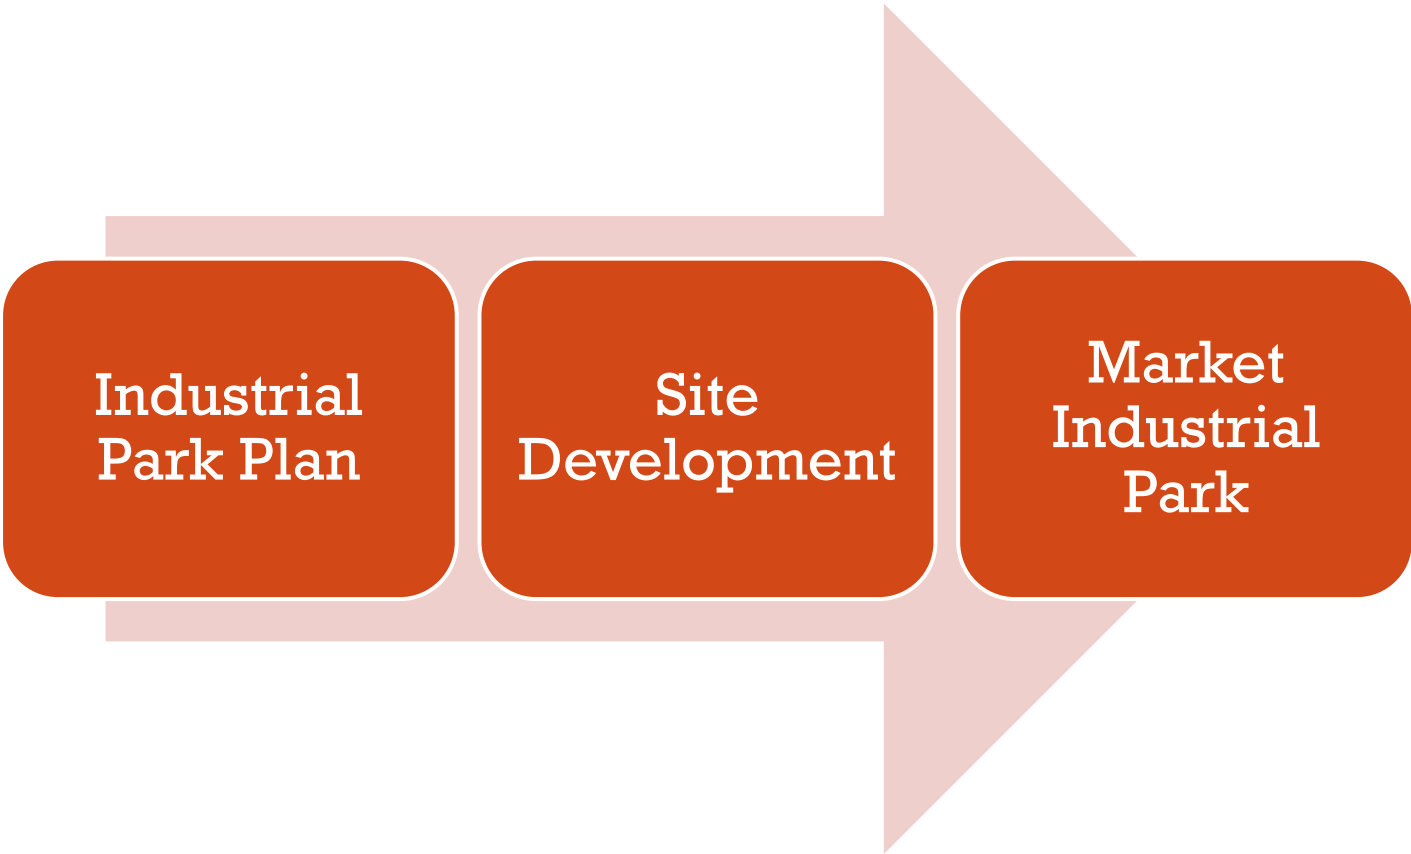 Industrial
Park Plan
Site
Development
Market
Industrial
Park